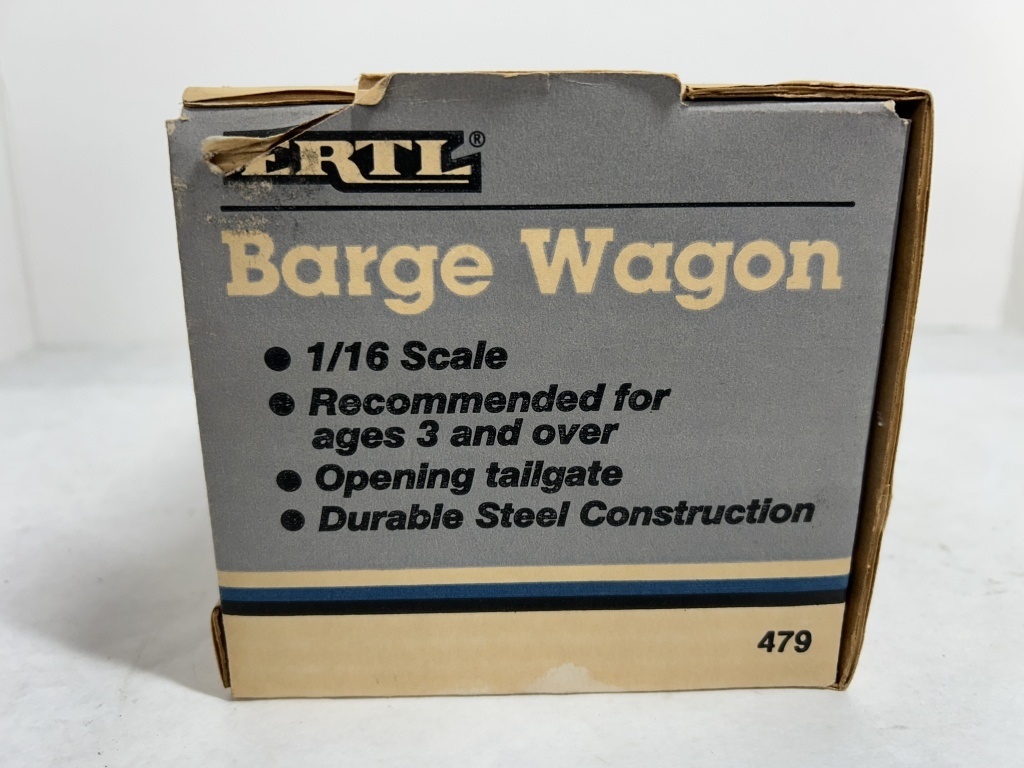 ERTL®
Barge Wagon
● 1/16 Scale
● Recommended for
ages 3 and over
● Opening tailgate
● Durable Steel Construction
479